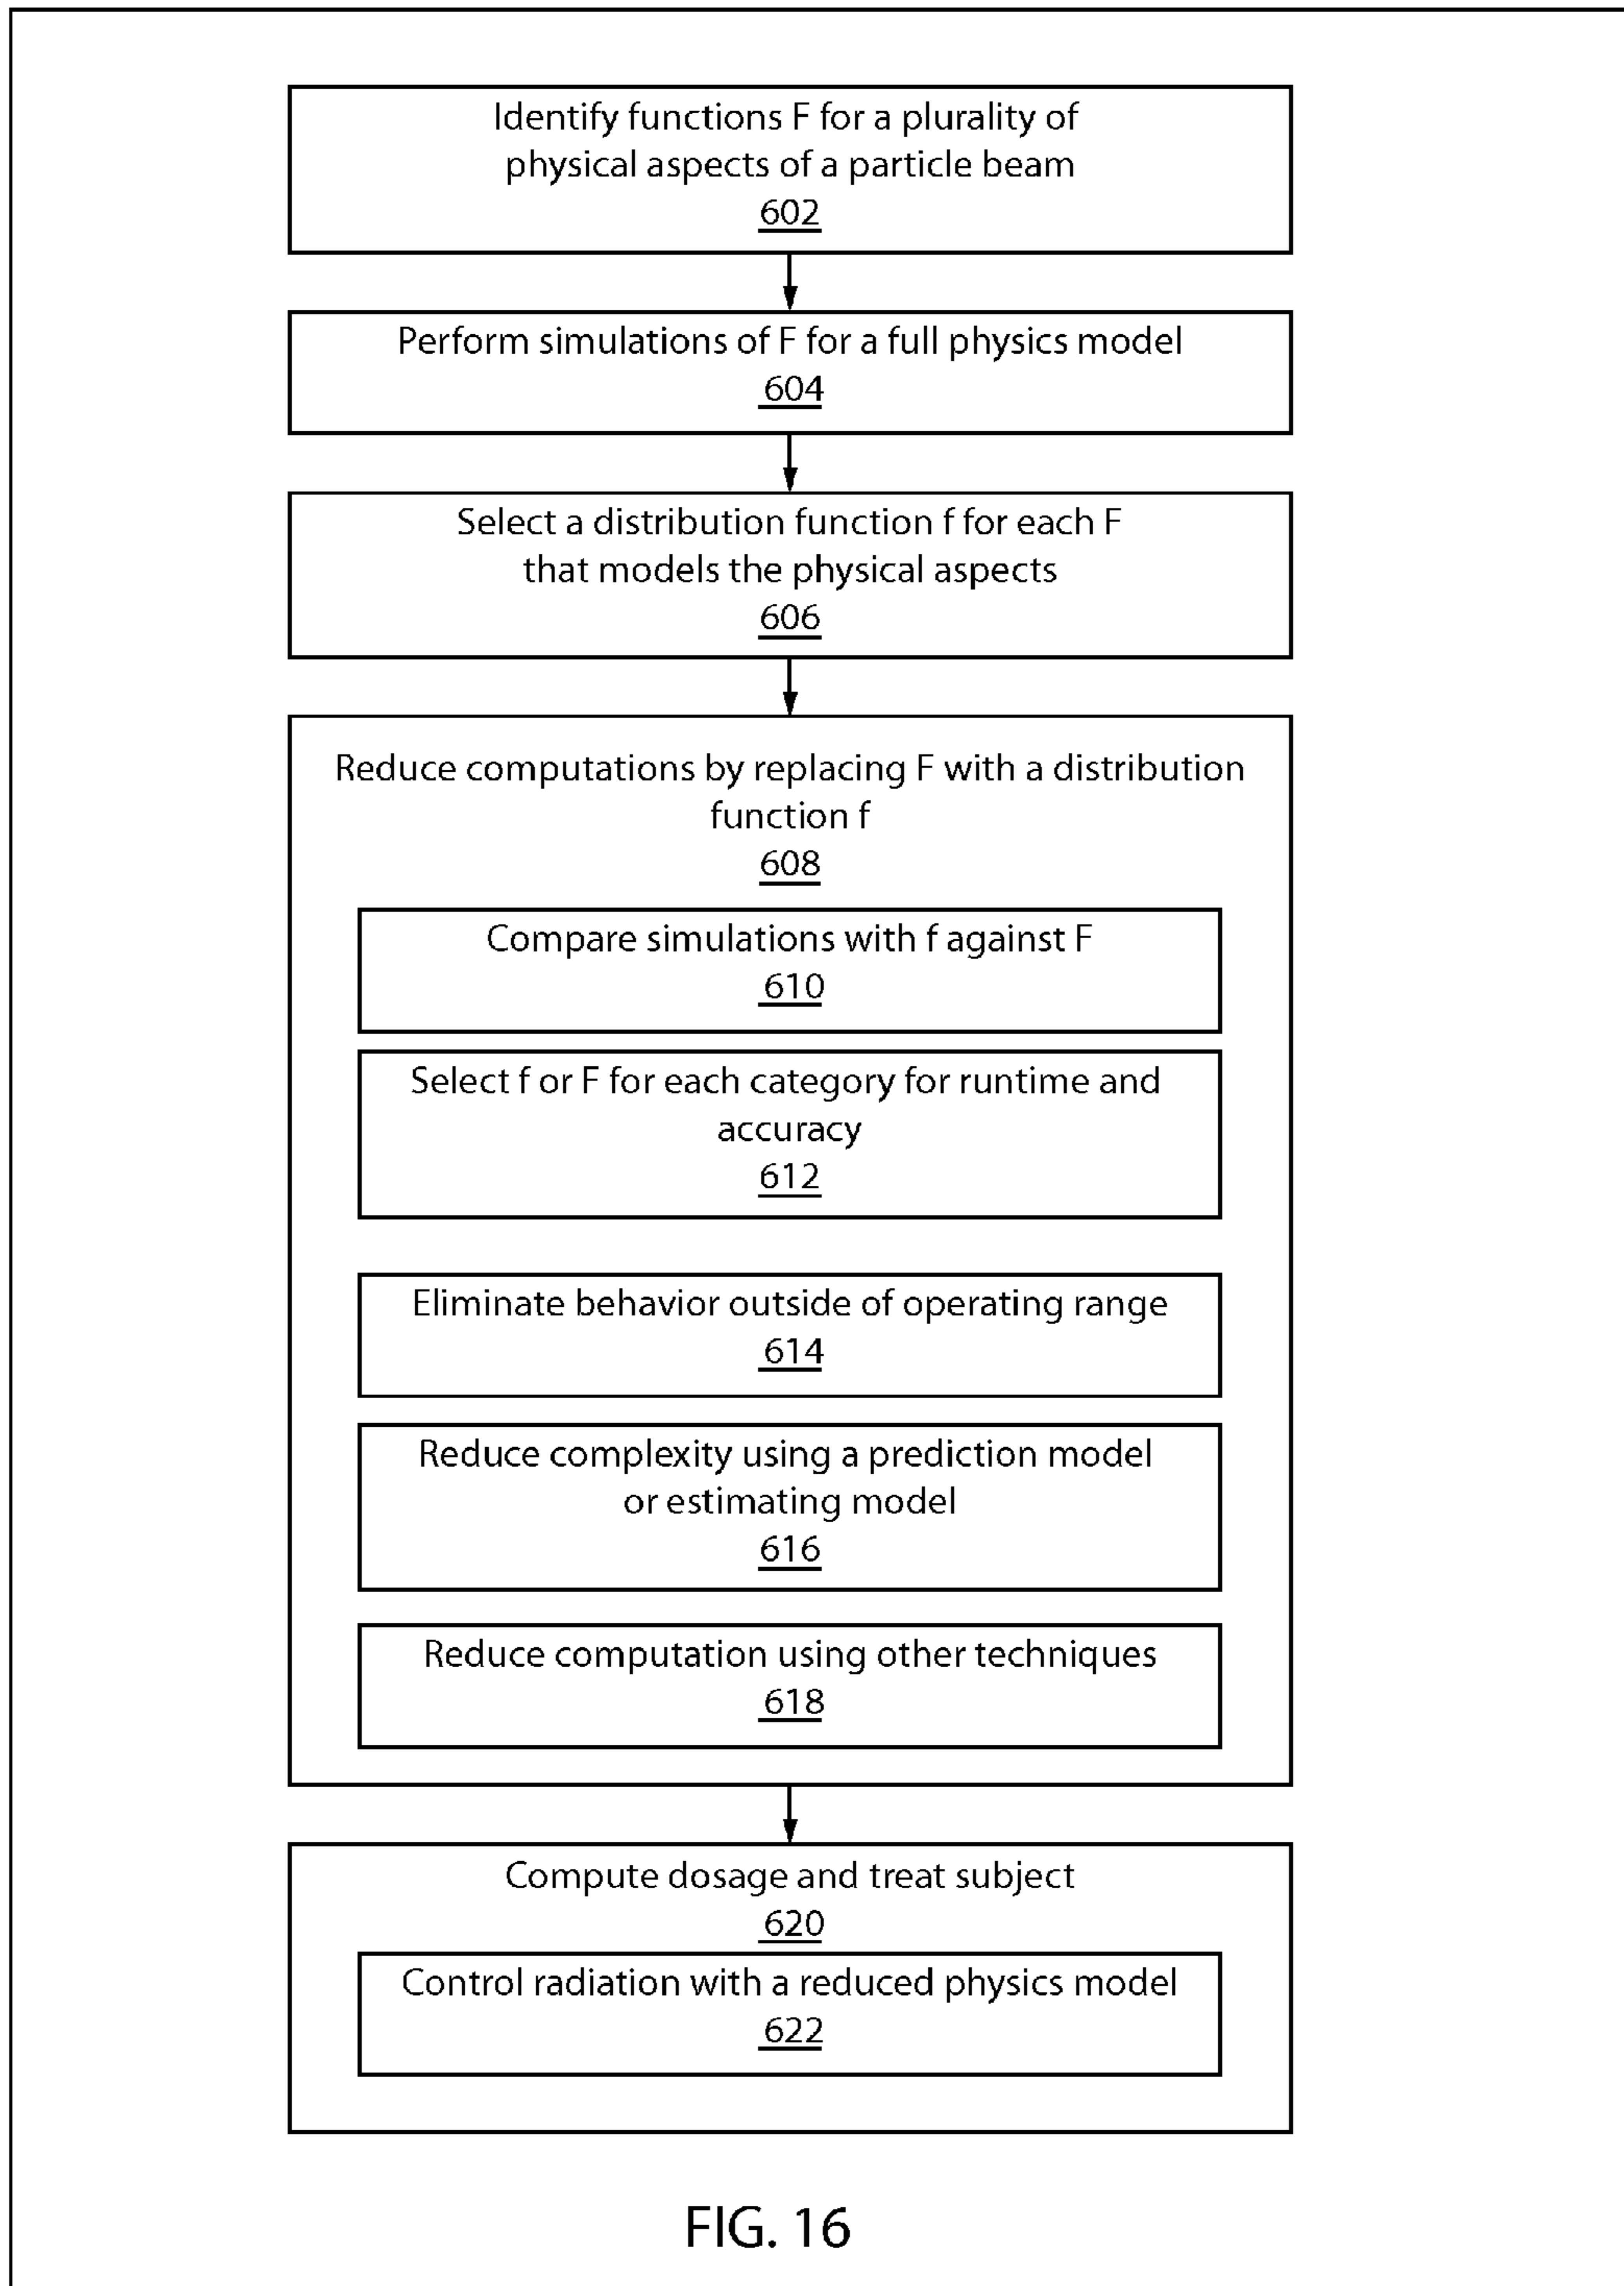 Identify functions F for a plurality of
physical aspects of a particle beam
602
Perform simulations of F for a full physics model
604
Select a distribution function f for each F
that models the physical aspects
606
Reduce computations by replacing F with a distribution
function f
608
Compare simulations with f against F
610
Select f or F for each category for runtime and
accuracy
612
Eliminate behavior outside of operating range
614
Reduce complexity using a prediction model
or estimating model
616
Reduce computation using other techniques
618
Compute dosage and treat subject
620
Control radiation with a reduced physics model
622
FIG. 16